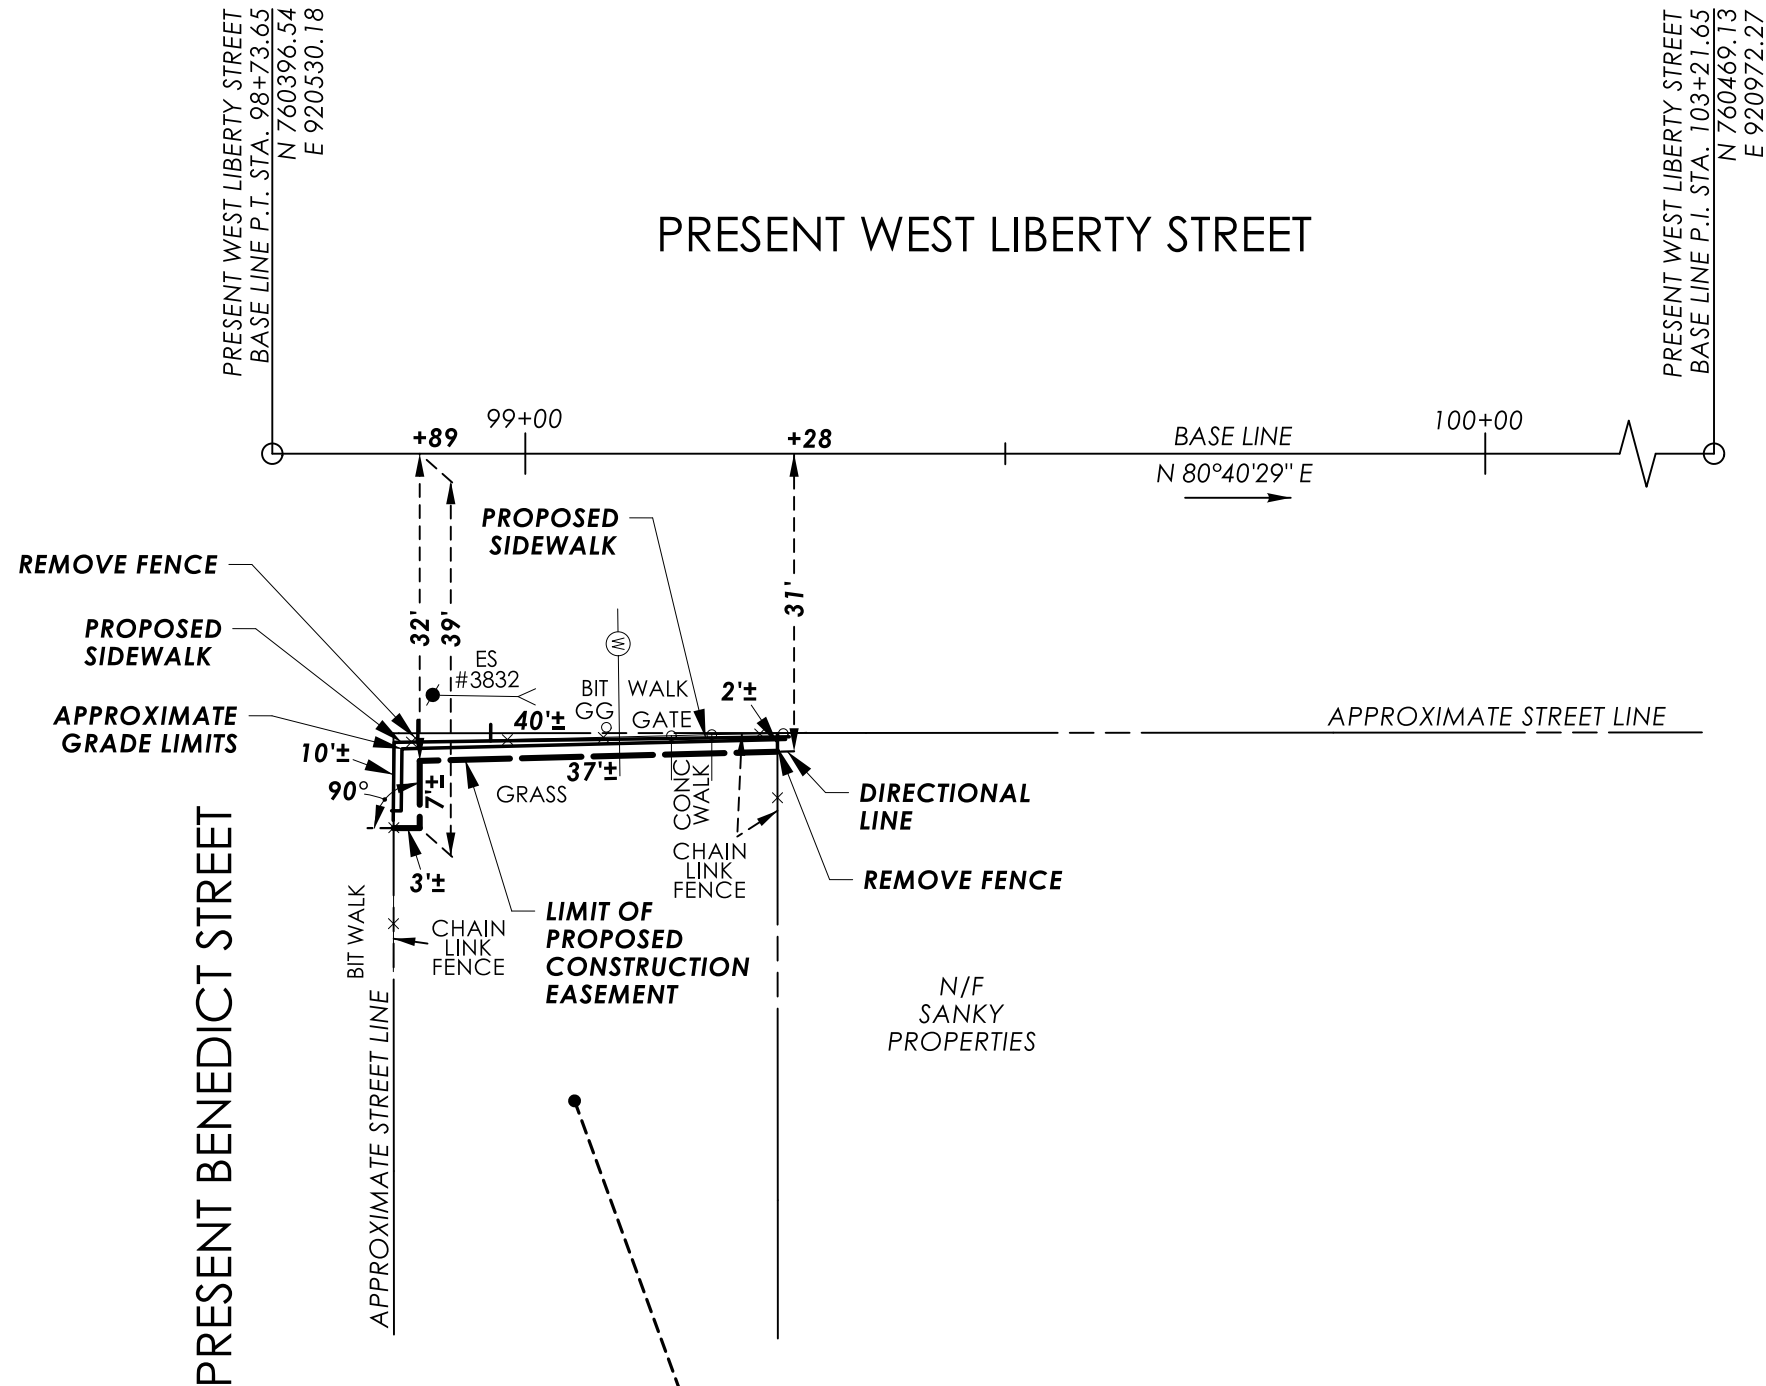 PRESENT WEST LIBERTY STREET
BASE LINE P.T. STA. 98+73.65
N 760396.54
E 920530.18
PRESENT WEST LIBERTY STREET
BASE LINE P.I. STA. 103+21.65
N 760469.13
E 920972.27
PRESENT WEST LIBERTY STREET
+89
99+00
+28
BASE LINE
N 80°40'29" E
100+00
PROPOSED
SIDEWALK
REMOVE FENCE
PROPOSED
SIDEWALK
APPROXIMATE
GRADE LIMITS
32'
39'
31'
W
ES
#3832
BIT WALK
GG
GATE
2'±
40'±
APPROXIMATE STREET LINE
10'±
90°
7'±
37'±
GRASS
CONC
WALK
DIRECTIONAL
LINE
CHAIN
LINK
FENCE
REMOVE FENCE
3'±
LIMIT OF
PROPOSED
CONSTRUCTION
EASEMENT
BIT WALK
CHAIN
LINK
FENCE
N/F
SANKY
PROPERTIES
APPROXIMATE STREET LINE
PRESENT BENEDICT STREET